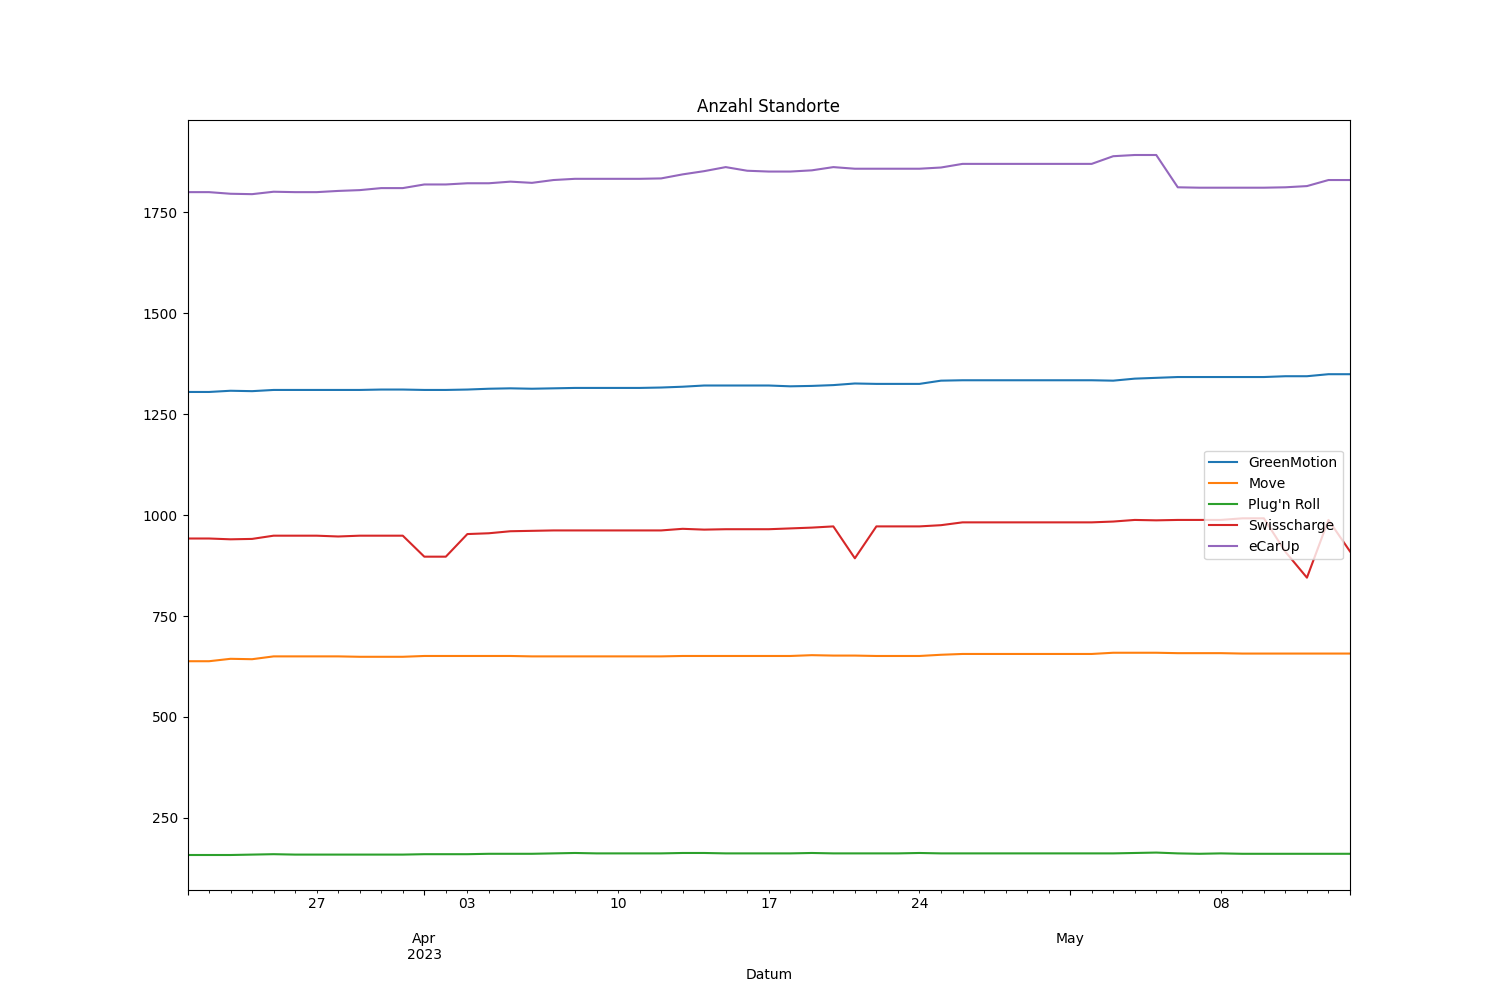 Anzahl Standorte
1750
1500
1250
1000
750
500
250
GreenMotion
Move
Plug'n Roll
Swisscharge
eCarUp
27 03 10 17 24 08
Apr May
2023
Datum